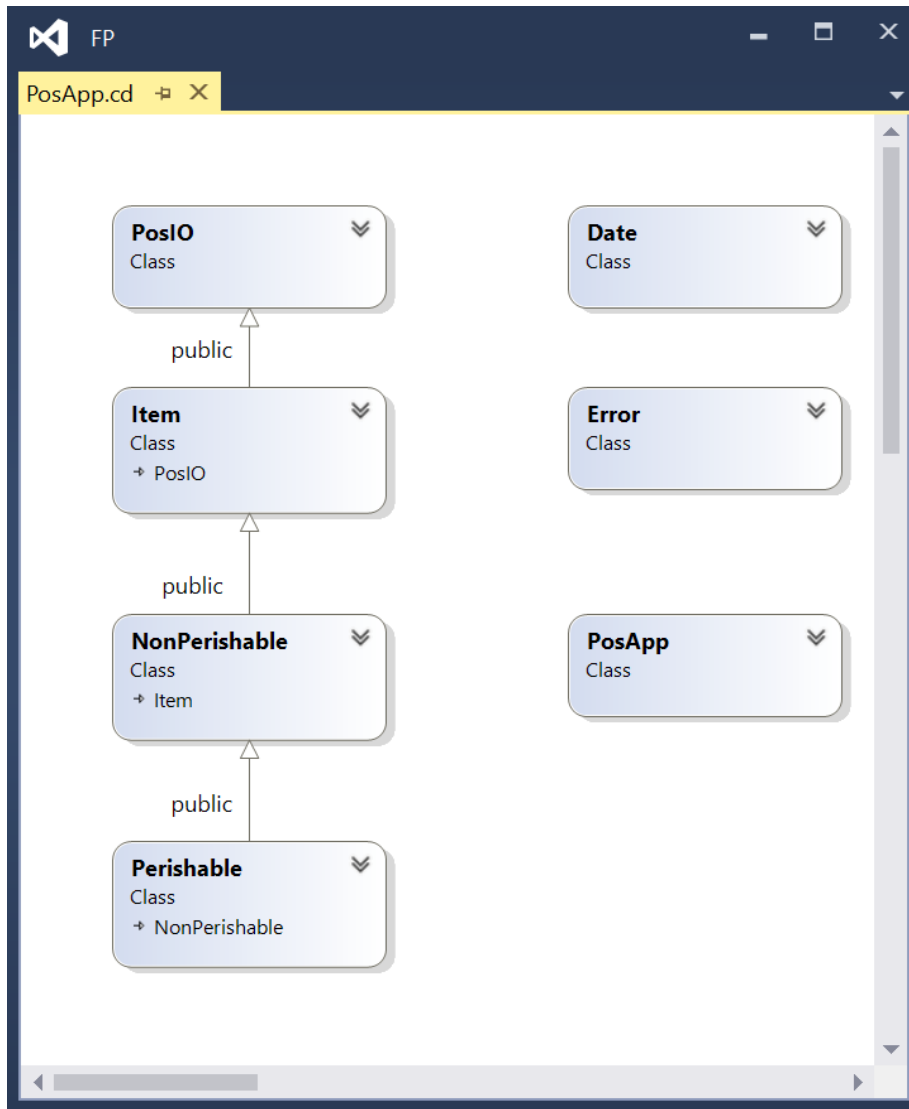 FP
PosApp.cd
PosIO
Class
Date
Class
public
Item
Class
PosIO
Error
Class
public
NonPerishable
Class
Item
PosApp
Class
public
Perishable
Class
NonPerishable